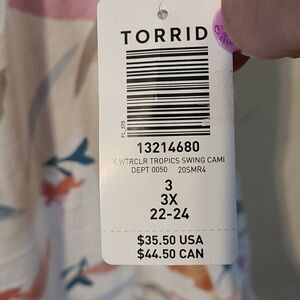 TORRID
FL_375
13214680
WTRCLR TROPICS SWING CAMI
DEPT 0050 20SMR4
3
3X
22-24
$35.50 USA
$44.50 CAN